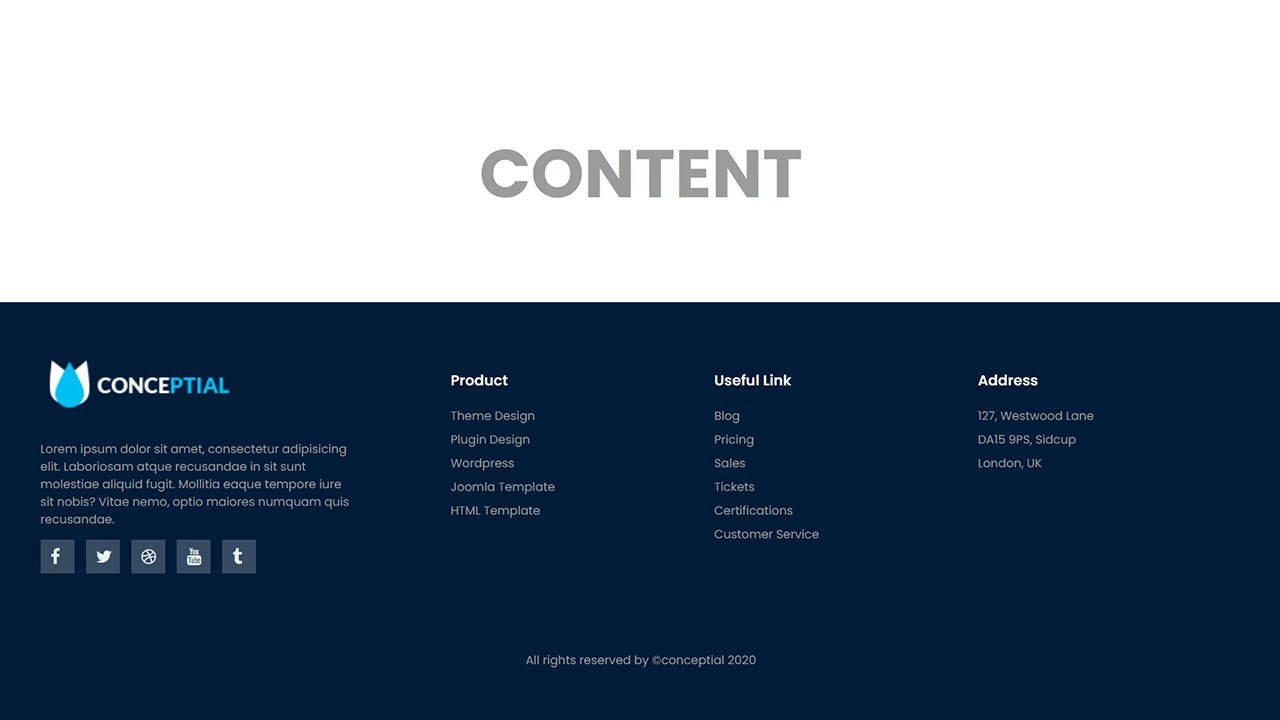 CONTENT
CONCEPTIAL
Lorem ipsum dolor sit amet, consectetur adipisicing
elit. Laboriosam atque recusandae in sit sunt
molestiae aliquid fugit. Mollitia eaque tempore iure
sit nobis? Vitae nemo, optio maiores numquam quis
recusandae.
f
You
Tube
t
Product
Theme Design
Plugin Design
Wordpress
Joomla Template
HTML Template
Useful Link
Blog
Pricing
Sales
Tickets
Certifications
Customer Service
Address
127, Westwood Lane
DA15 9PS, Sidcup
London, UK
All rights reserved by ©conceptial 2020